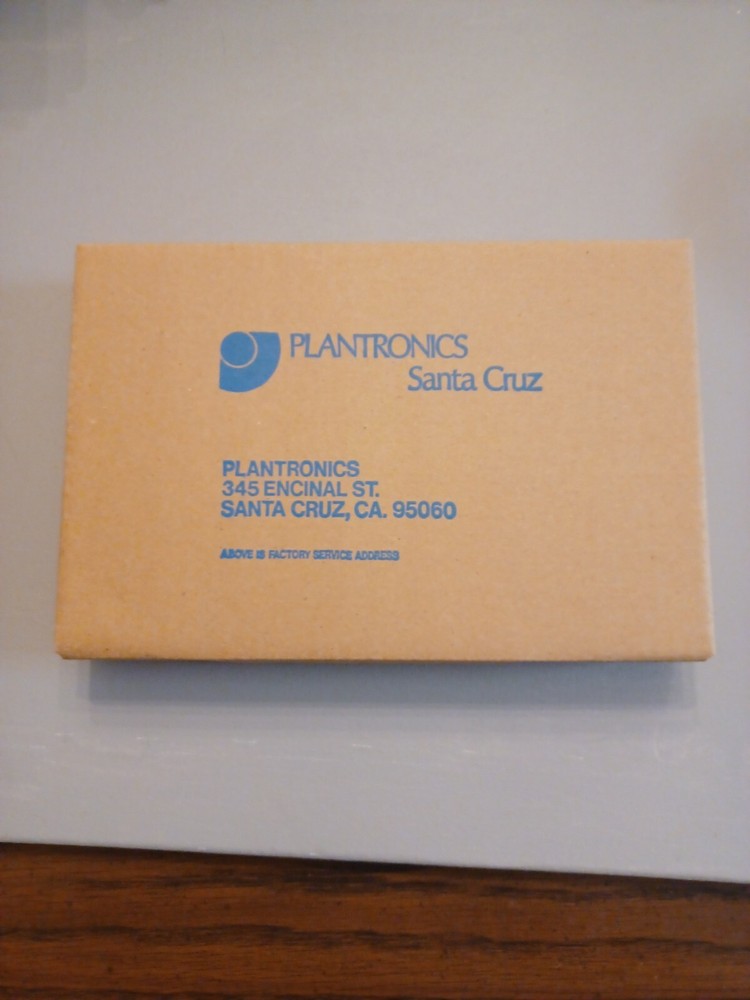 PLANTRONICS
Santa Cruz
PLANTRONICS
345 ENCINAL ST.
SANTA CRUZ, CA. 95060
ABOVE IS FACTORY SERVICE ADDRESS